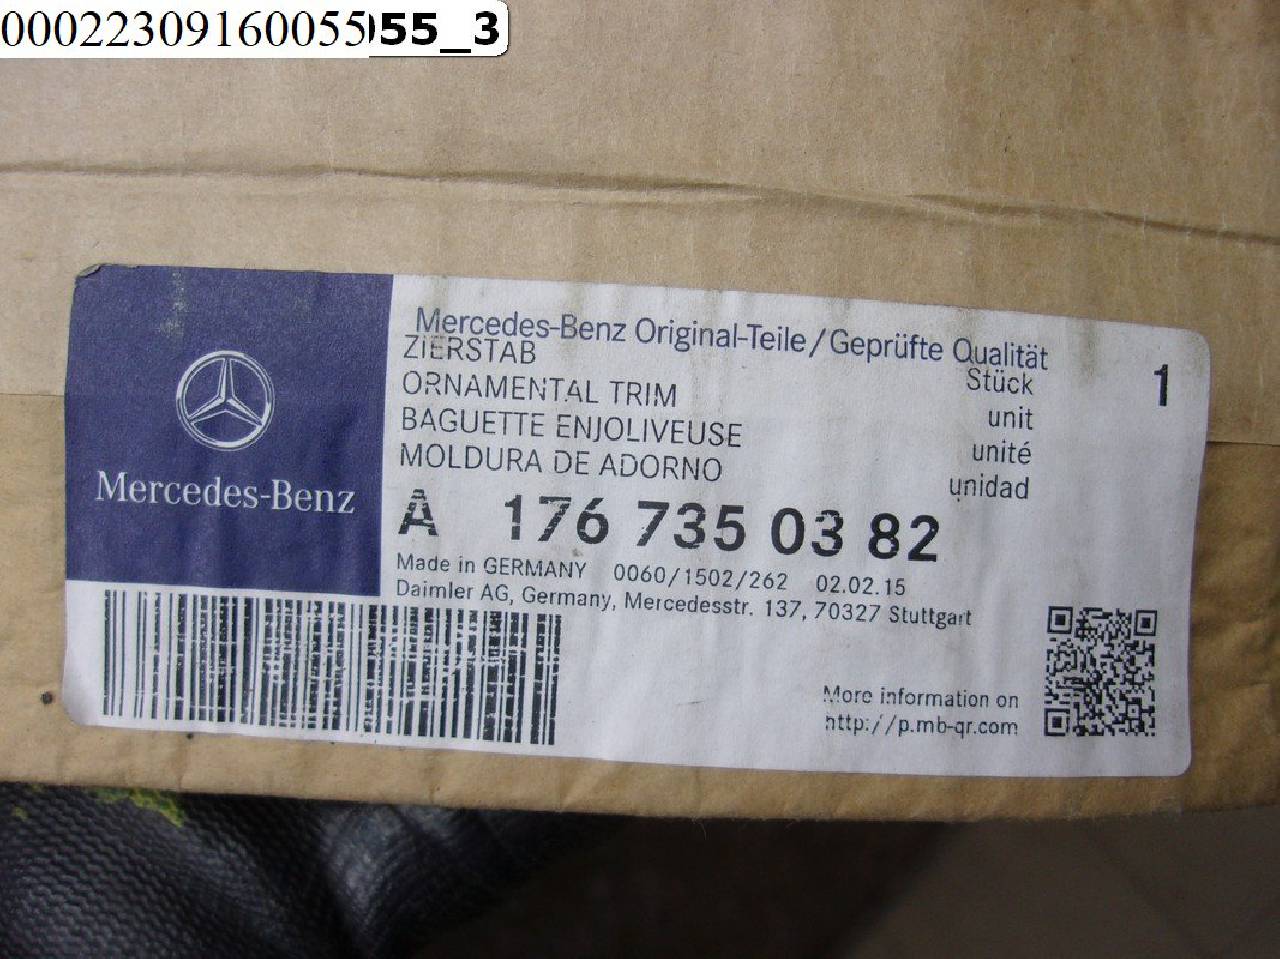 00022309160055055_3
Mercedes-Benz Original-Teile/Geprüfte Qualität
ZIERSTAB
Stück
1
ORNAMENTAL TRIM
unit
BAGUETTE ENJOLIVEUSE
unité
MOLDURA DE ADORNO
unidad
Mercedes-Benz
A 176 735 03 82
Made in GERMANY 0060/1502/262 02.02.15
Daimler AG, Germany, Mercedesstr. 137, 70327 Stuttgart
More information on
http://p.mb-qr.com